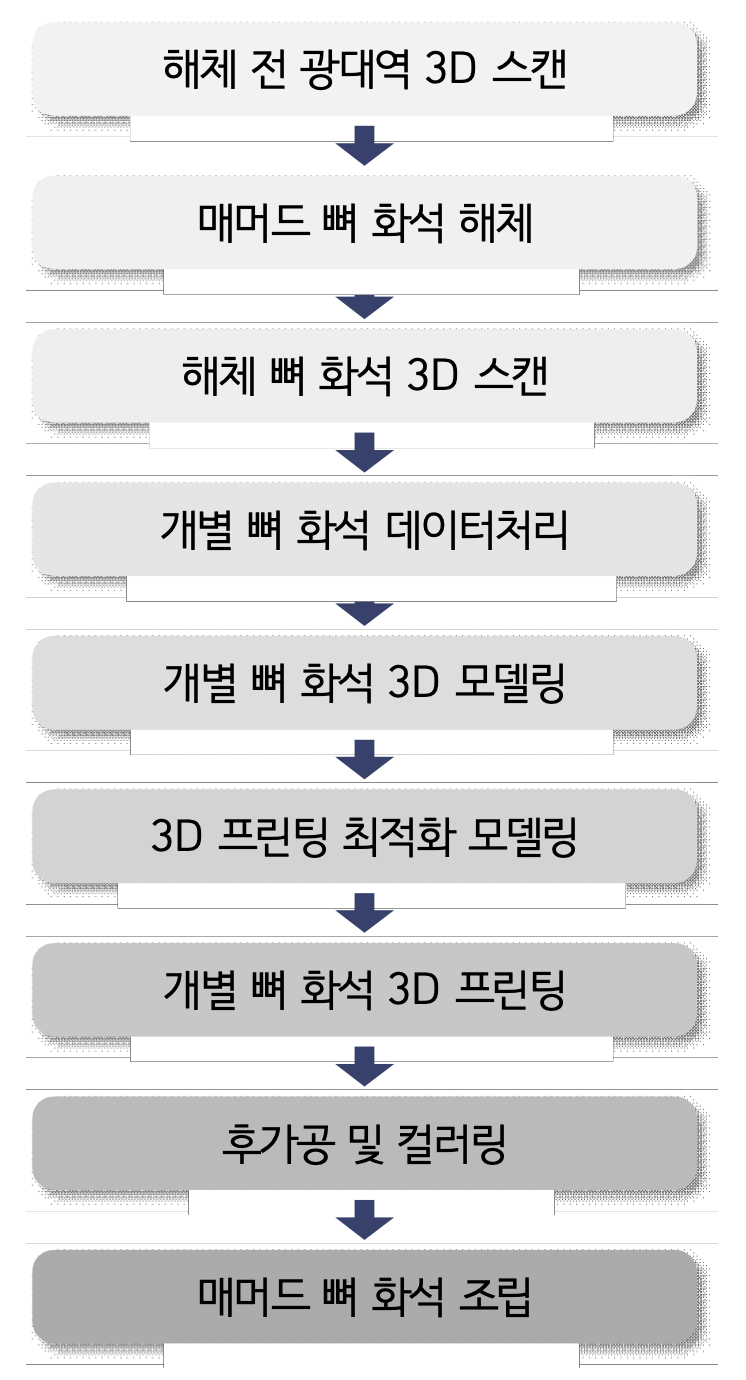 해체 전 광대역 3D 스캔
매머드 뼈 화석 해체
해체 뼈 화석 3D 스캔
개별 뼈 화석 데이터처리
개별 뼈 화석 3D 모델링
3D 프린팅 최적화 모델링
개별 뼈 화석 3D 프린팅
후가공 및 컬러링
매머드 뼈 화석 조립